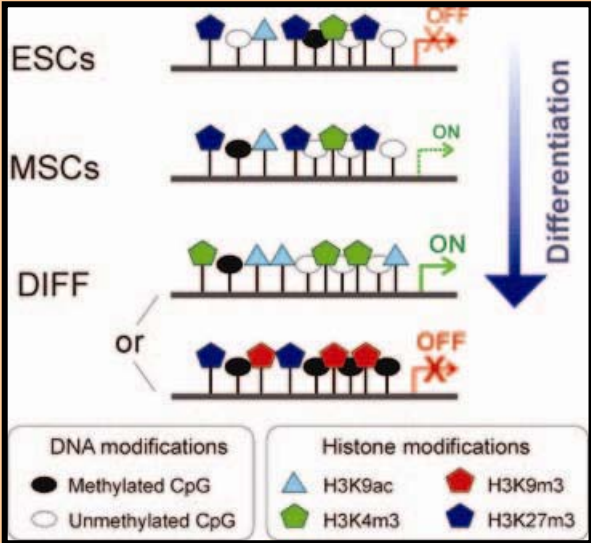 OFF
ESCs
ON
MSCs
Differentiation
ON
DIFF
or
OFF
DNA modifications
Methylated CpG
Unmethylated CpG
Histone modifications
H3K9ac
H3K9m3
H3K4m3
H3K27m3